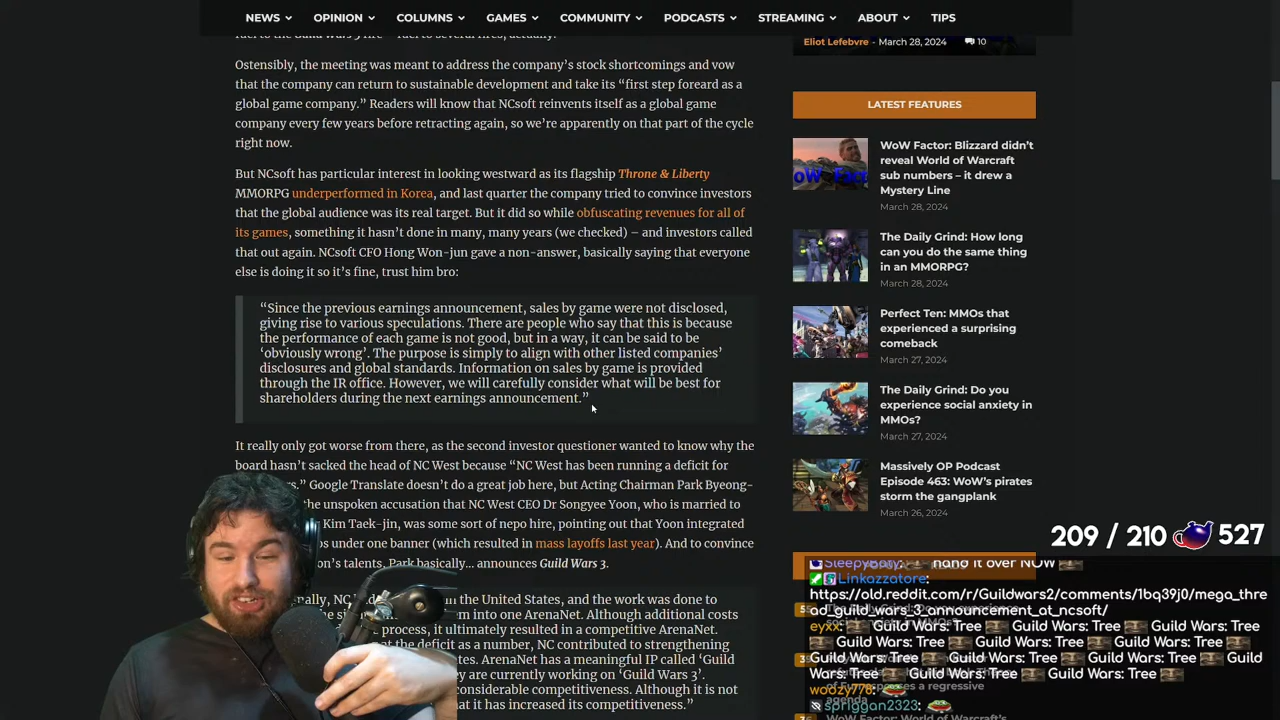 NEWS
OPINION
COLUMNS
GAMES
COMMUNITY
PODCASTS
STREAMING
ABOUT
TIPS
Ostensibly, the meeting was meant to address the company's stock shortcomings and vow
that the company can return to sustainable development and take its “first step foreard as a
global game company.” Readers will know that NCsoft reinvents itself as a global game
company every few years before retracting again, so we're apparently on that part of the cycle
right now.
But NCsoft has particular interest in looking westward as its flagship Throne & Liberty
MMORPG underperformed in Korea, and last quarter the company tried to convince investors
that the global audience was its real target. But it did so while obfuscating revenues for all of
its games, something it hasn't done in many, many years (we checked) – and investors called
that out again. NCsoft CFO Hong Won-jun gave a non-answer, basically saying that everyone
else is doing it so it's fine, trust him bro:
“Since the previous earnings announcement, sales by game were not disclosed,
giving rise to various speculations. There are people who say that this is because
the performance of each game is not good, but in a way, it can be said to be
‘obviously wrong’. The purpose is simply to align with other listed companies’
disclosures and global standards. Information on sales by game is provided
through the IR office. However, we will carefully consider what will be best for
shareholders during the next earnings announcement.”
It really only got worse from there, as the second investor questioner wanted to know why the
board hasn't sacked the head of NC West because “NC West has been running a deficit for
Google Translate doesn't do a great job here, but Acting Chairman Park Byeong-
the unspoken accusation that NC West CEO Dr Songyee Yoon, who is married to
Kim Taek-jin, was some sort of nepo hire, pointing out that Yoon integrated
under one banner (which resulted in mass layoffs last year). And to convince
talents, Park basically... announces Guild Wars 3.
in the United States, and the work was done to
into one ArenaNet. Although additional costs
process, it ultimately resulted in a competitive ArenaNet.
the deficit as a number, NC contributed to strengthening
ArenaNet has a meaningful IP called ‘Guild
are currently working on ‘Guild Wars 3’.
considerable competitiveness. Although it is not
that it has increased its competitiveness.”
Eliot Lefebvre - March 28, 2024 10
LATEST FEATURES
WoW Factor: Blizzard didn't
reveal World of Warcraft
sub numbers – it drew a
Mystery Line
March 28, 2024
The Daily Grind: How long
can you do the same thing
in an MMORPG?
March 28, 2024
Perfect Ten: MMOs that
experienced a surprising
comeback
March 27, 2024
The Daily Grind: Do you
experience social anxiety in
MMOs?
March 27, 2024
Massively OP Podcast
Episode 463: WoW's pirates
storm the gangplank
March 26, 2024
209 / 210 527
hand it over NOW
Linkazzatore:
https://old.reddit.com/r/Guildwars2/comments/1bq39j0/mega_thre
ad_guild_wars_3_announcement_at_ncsoft/
eyxx: Guild Wars: Tree Guild Wars: Tree Guild Wars: Tree
Guild Wars: Tree Guild Wars: Tree Guild Wars: Tree
Guild Wars: Tree Guild Wars: Tree Guild Wars: Tree Guild
Wars: Tree Guild Wars: Tree
woozy778:
spriggan2323: